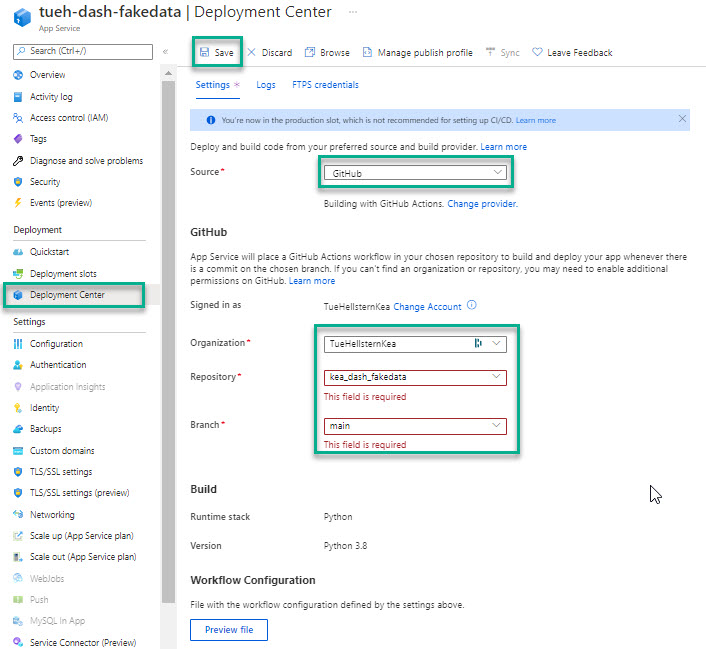 tueh-dash-fakedata | Deployment Center ...
App Service
Search (Ctrl+/)
«
Save
Discard
Browse
Manage publish profile
Sync
Leave Feedback
Overview
Activity log
Access control (IAM)
Tags
Diagnose and solve problems
Security
Events (preview)
Deployment
Quickstart
Deployment slots
Deployment Center
Settings
Configuration
Authentication
Application Insights
Identity
Backups
Custom domains
TLS/SSL settings
TLS/SSL settings (preview)
Networking
Scale up (App Service plan)
Scale out (App Service plan)
WebJobs
Push
MySQL In App
Service Connector (Preview)
Settings *
Logs
FTPS credentials
You're now in the production slot, which is not recommended for setting up CI/CD. Learn more
Deploy and build code from your preferred source and build provider. Learn more
Source*
GitHub
Building with GitHub Actions. Change provider.
GitHub
App Service will place a GitHub Actions workflow in your chosen repository to build and deploy your app whenever there
is a commit on the chosen branch. If you can't find an organization or repository, you may need to enable additional
permissions on GitHub. Learn more
Signed in as
TueHellsternKea Change Account
Organization*
TueHellsternKea
Repository*
kea_dash_fakedata
This field is required
Branch*
main
This field is required
Build
Runtime stack
Python
Version
Python 3.8
Workflow Configuration
File with the workflow configuration defined by the settings above.
Preview file